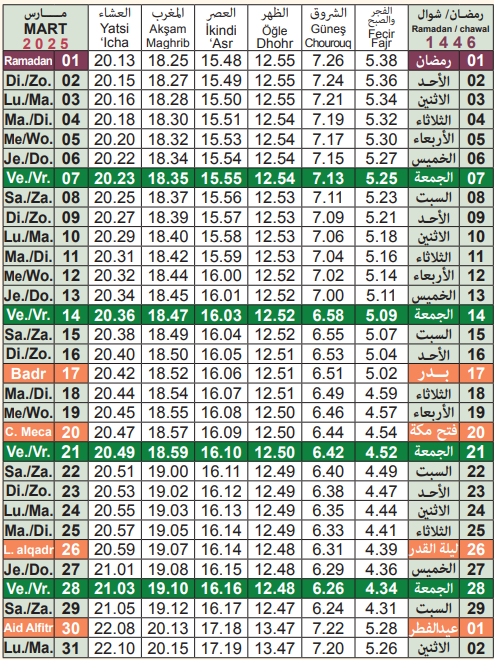 مـــارس العشاء المغرب العصر الظهر الشروق الفجر والصبح رمضان/ شوال
MART 2025 Yatsi 'Icha Akşam Maghrib İkindi 'Asr Öğle Dhohr Güneş Chourouq Fecir Fajr Ramadan / chawal 1446
Ramadan 01 20.13 18.25 15.48 12.55 7.26 5.38 رمضان 01
Di./Zo. 02 20.15 18.27 15.49 12.55 7.24 5.36 الأحـد 02
Lu./Ma. 03 20.16 18.28 15.50 12.55 7.21 5.34 الاثنين 03
Ma./Di. 04 20.18 18.30 15.51 12.54 7.19 5.32 الثلاثاء 04
Me/Wo. 05 20.20 18.32 15.53 12.54 7.17 5.30 الأربعاء 05
Je./Do. 06 20.22 18.34 15.54 12.54 7.15 5.27 الخميس 06
Ve./Vr. 07 20.23 18.35 15.55 12.54 7.13 5.25 الجمعة 07
Sa./Za. 08 20.25 18.37 15.56 12.53 7.11 5.23 السبت 08
Di./Zo. 09 20.27 18.39 15.57 12.53 7.09 5.21 الأحـد 09
Lu./Ma. 10 20.29 18.40 15.58 12.53 7.06 5.18 الاثنين 10
Ma./Di. 11 20.31 18.42 15.59 12.53 7.04 5.16 الثلاثاء 11
Me/Wo. 12 20.32 18.44 16.00 12.52 7.02 5.14 الأربعاء 12
Je./Do. 13 20.34 18.45 16.01 12.52 7.00 5.11 الخميس 13
Ve./Vr. 14 20.36 18.47 16.03 12.52 6.58 5.09 الجمعة 14
Sa./Za. 15 20.38 18.49 16.04 12.52 6.55 5.07 السبت 15
Di./Zo. 16 20.40 18.50 16.05 12.51 6.53 5.04 الأحـد 16
Badr 17 20.42 18.52 16.06 12.51 6.51 5.02 بــدر 17
Ma./Di. 18 20.44 18.54 16.07 12.51 6.49 4.59 الثلاثاء 18
Me/Wo. 19 20.45 18.55 16.08 12.50 6.46 4.57 الأربعاء 19
C. Meca 20 20.47 18.57 16.09 12.50 6.44 4.54 فتح مكة 20
Ve./Vr. 21 20.49 18.59 16.10 12.50 6.42 4.52 الجمعة 21
Sa./Za. 22 20.51 19.00 16.11 12.49 6.40 4.49 السبت 22
Di./Zo. 23 20.53 19.02 16.12 12.49 6.38 4.47 الأحـد 23
Lu./Ma. 24 20.55 19.03 16.13 12.49 6.35 4.44 الاثنين 24
Ma./Di. 25 20.57 19.05 16.14 12.49 6.33 4.41 الثلاثاء 25
L. alqadr 26 20.59 19.07 16.14 12.48 6.31 4.39 ليلة القدر 26
Je./Do. 27 21.01 19.08 16.15 12.48 6.29 4.36 الخميس 27
Ve./Vr. 28 21.03 19.10 16.16 12.48 6.26 4.34 الجمعة 28
Sa./Za. 29 21.05 19.12 16.17 12.47 6.24 4.31 السبت 29
Aid Alfitr 30 22.08 20.13 17.18 13.47 7.22 5.28 عيدالفطر 01
Lu./Ma. 31 22.10 20.15 17.19 13.47 7.20 5.26 الاثنين 02